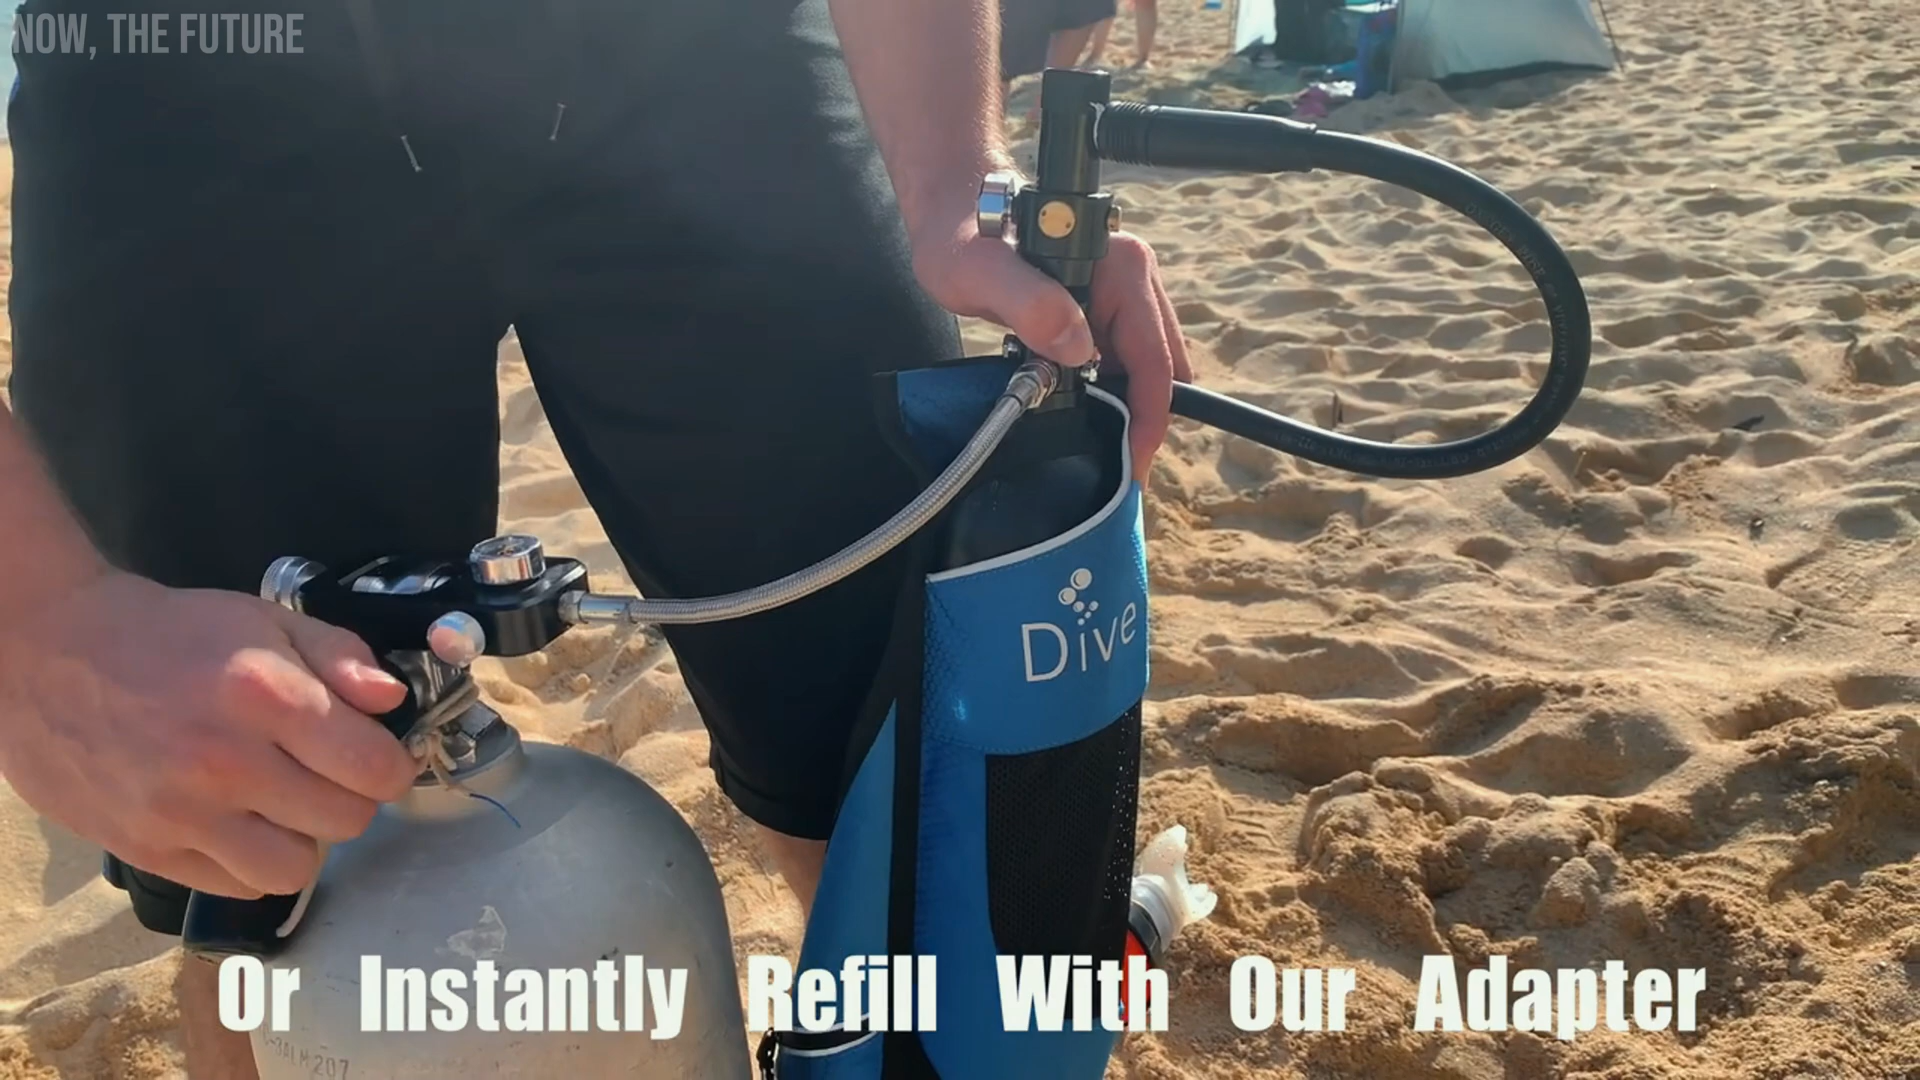 NOW, THE FUTURE
Dive
Or Instantly Refill With Our Adapter